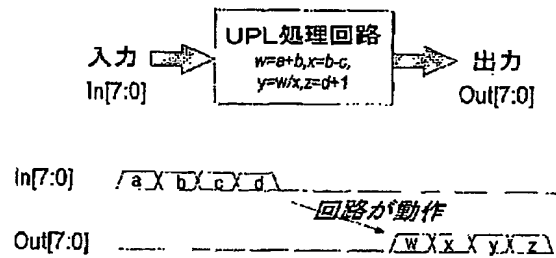 UPL処理回路
w=a+b,x=b-c,
y=w/x,z=d+1
入力
In[7:0]
出力
Out[7:0]
In[7:0] a b c d
回路が動作
Out[7:0] w x y z